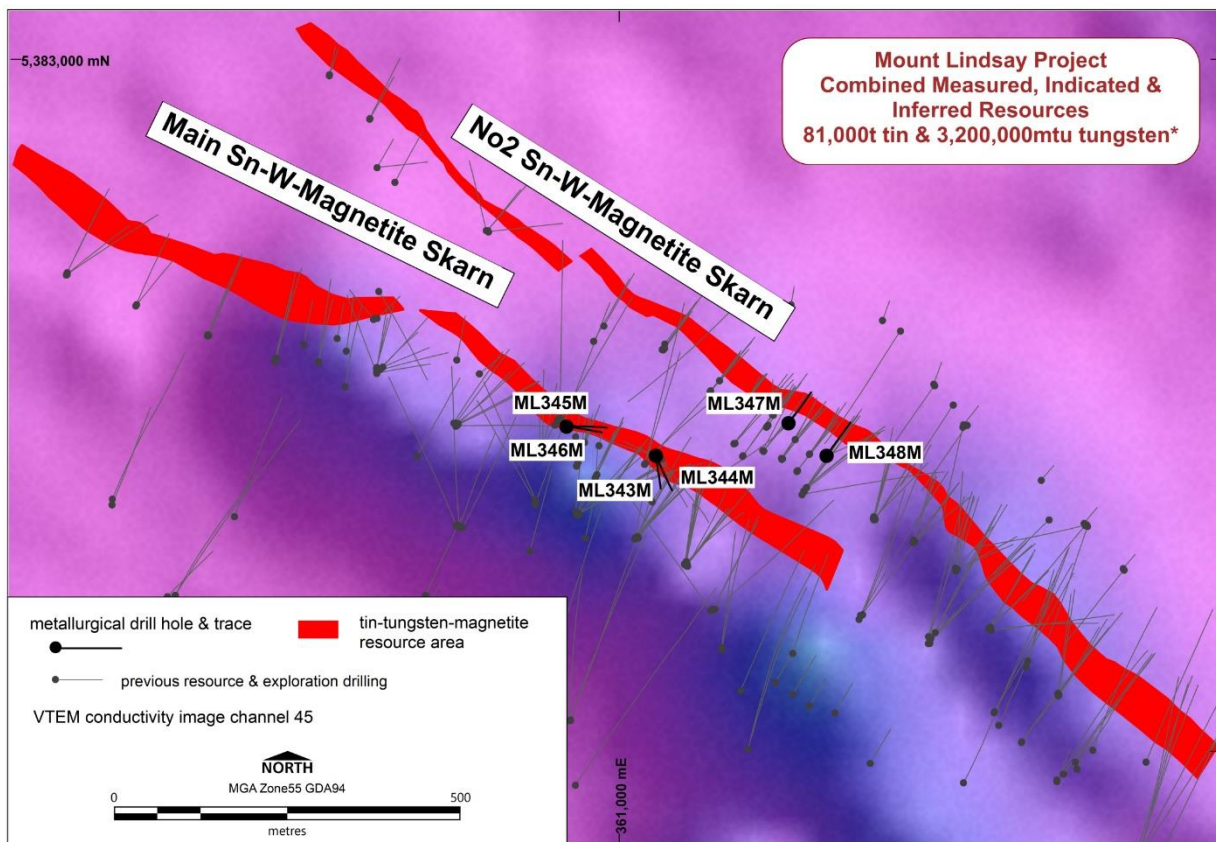 5,383,000 mN
Mount Lindsay Project
Combined Measured, Indicated &
Inferred Resources
81,000t tin & 3,200,000mtu tungsten*
Main Sn-W-Magnetite Skarn
No2 Sn-W-Magnetite Skarn
ML345M
ML346M
ML343M
ML344M
ML347M
ML348M
metallurgical drill hole & trace
tin-tungsten-magnetite
resource area
previous resource & exploration drilling
VTEM conductivity image channel 45
NORTH
MGA Zone55 GDA94
0 500
metres
361,000 mE